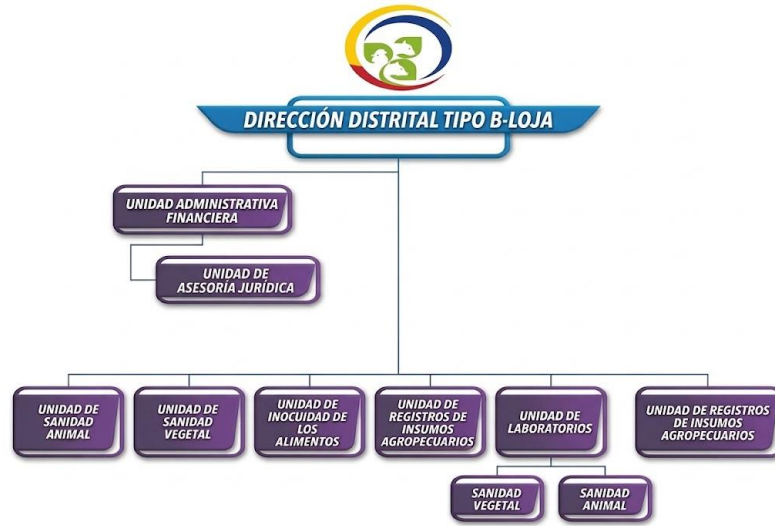 DIRECCIÓN DISTRITAL TIPO B-LOJA
UNIDAD ADMINISTRATIVA
FINANCIERA
UNIDAD DE
ASESORÍA JURÍDICA
UNIDAD DE
SANIDAD
ANIMAL
UNIDAD DE
SANIDAD
VEGETAL
UNIDAD DE
INOCUIDAD DE
LOS
ALIMENTOS
UNIDAD DE
REGISTROS DE
INSUMOS
AGROPECUARIOS
UNIDAD DE
LABORATORIOS
UNIDAD DE REGISTROS
DE INSUMOS
AGROPECUARIOS
SANIDAD
VEGETAL
SANIDAD
ANIMAL